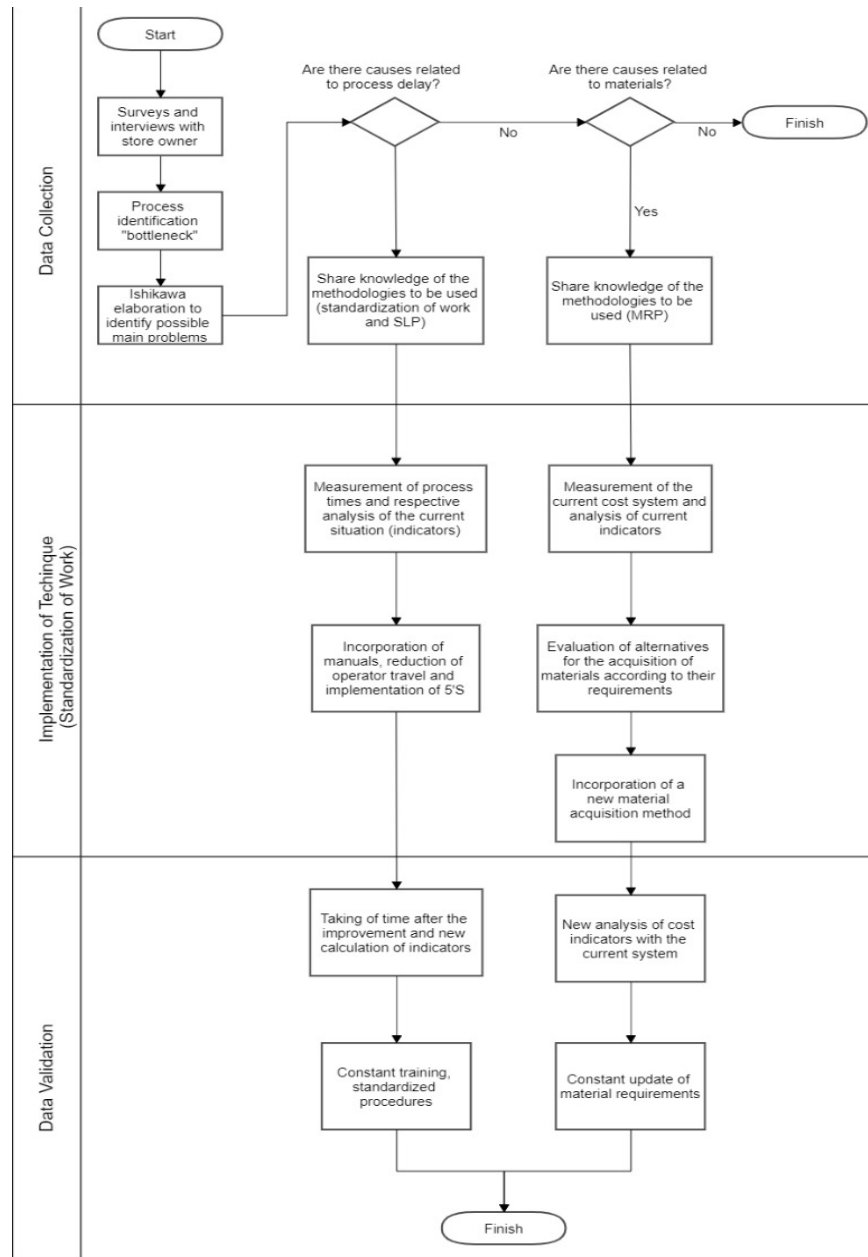 Start
Are there causes related
to process delay?
Are there causes related
to materials?
Surveys and
interviews with
store owner
No
No
Finish
Process
identification
"bottleneck"
Yes
Ishikawa
elaboration to
identify possible
main problems
Share knowledge of the
methodologies to be used
(standardization of work
and SLP)
Share knowledge of the
methodologies to be
used (MRP)
Data Collection
Measurement of process
times and respective
analysis of the current
situation (indicators)
Measurement of the
current cost system and
analysis of current
indicators
Incorporation of
manuals, reduction of
operator travel and
implementation of 5'S
Evaluation of alternatives
for the acquisition of
materials according to their
requirements
Incorporation of a
new material
acquisition method
Implementation of Techinque
(Standardization of Work)
Taking of time after the
improvement and new
calculation of indicators
New analysis of cost
indicators with the
current system
Constant training,
standardized
procedures
Constant update of
material requirements
Data Validation
Finish